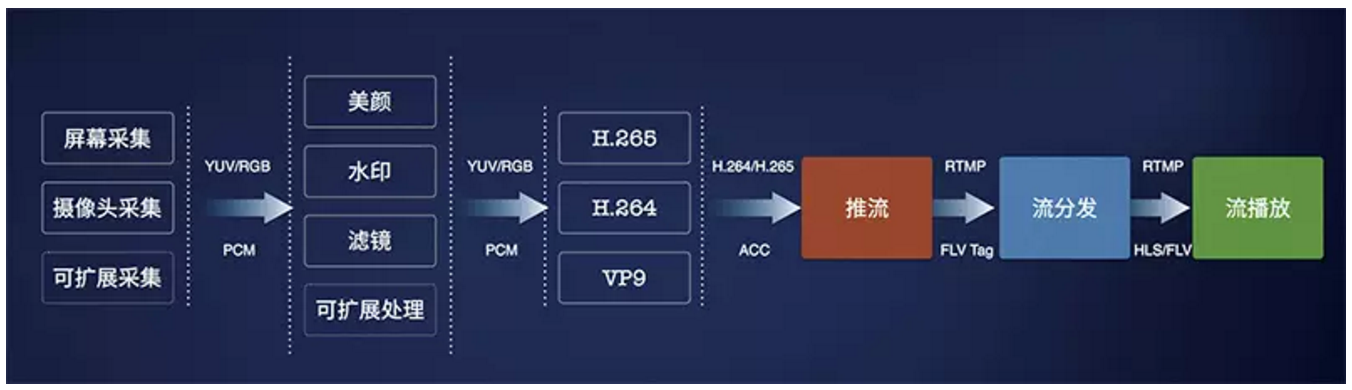 屏幕采集
摄像头采集
可扩展采集
YUV/RGB
PCM
美颜
水印
滤镜
可扩展处理
YUV/RGB
PCM
H.265
H.264
VP9
H.264/H.265
ACC
推流
RTMP
FLV Tag
流分发
RTMP
HLS/FLV
流播放